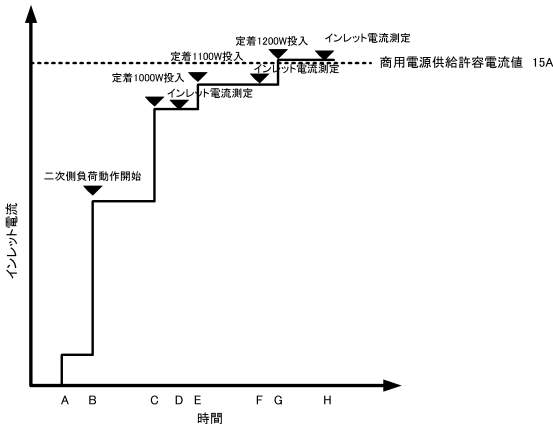 定着1200W投入
インレット電流測定
定着1100W投入
商用電源供給許容電流値 15A
インレット電流測定
定着1000W投入
インレット電流測定
二次側負荷動作開始
インレット電流
A B C D E F G H
時間